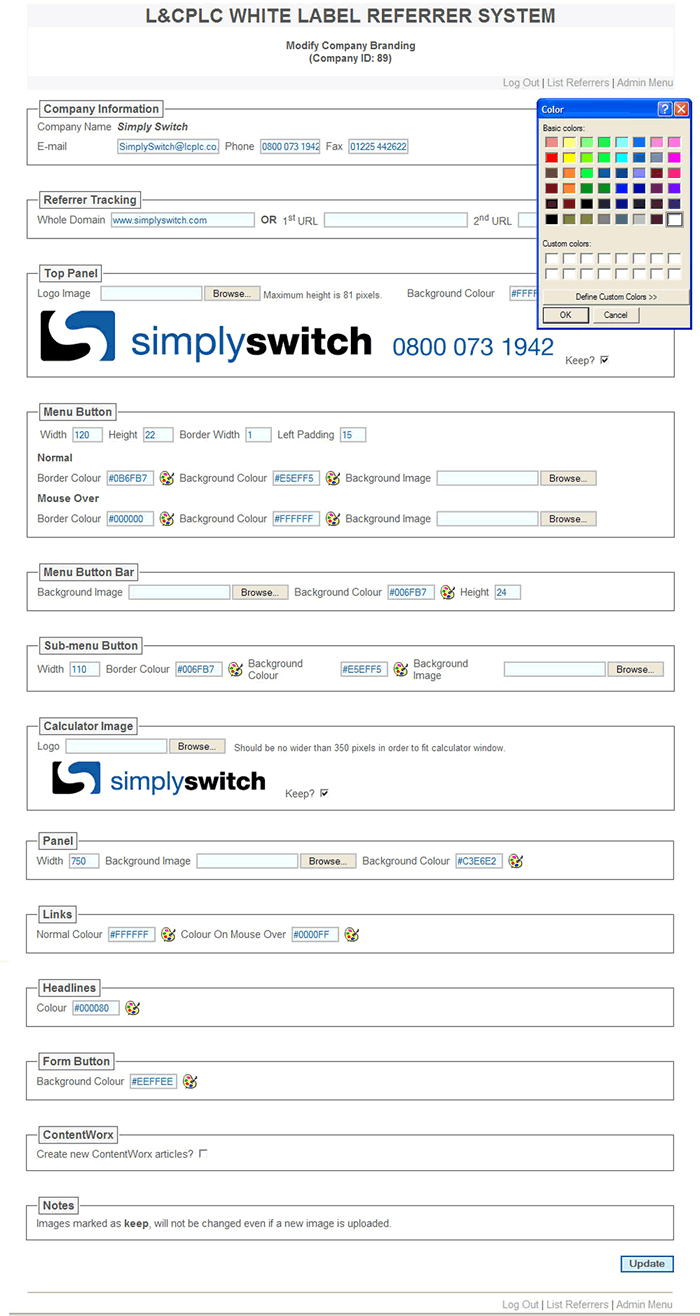 L&CPLC WHITE LABEL REFERRER SYSTEM
Modify Company Branding
(Company ID: 89)
Log Out | List Referrers | Admin Menu
Color
Basic colors:
Custom colors:
Define Custom Colors >>
OK Cancel
Company Information
Company Name Simply Switch
E-mail SimplySwitch@lcplc.co. Phone 0800 073 1942 Fax 01225 442622
Referrer Tracking
Whole Domain www.simplyswitch.com OR 1st URL 2nd URL
Top Panel
Logo Image Browse... Maximum height is 81 pixels. Background Colour #FFFF
simplyswitch 0800 073 1942 Keep?
Menu Button
Width 120 Height 22 Border Width 1 Left Padding 15
Normal
Border Colour #0B6FB7 Background Colour #E5EFF5 Background Image Browse...
Mouse Over
Border Colour #000000 Background Colour #FFFFFF Background Image Browse...
Menu Button Bar
Background Image Browse... Background Colour #006FB7 Height 24
Sub-menu Button
Width 110 Border Colour #006FB7 Background Colour #E5EFF5 Background Image Browse...
Calculator Image
Logo Browse... Should be no wider than 350 pixels in order to fit calculator window.
simplyswitch Keep?
Panel
Width 750 Background Image Browse... Background Colour #C3E6E2
Links
Normal Colour #FFFFFF Colour On Mouse Over #0000FF
Headlines
Colour #000080
Form Button
Background Colour #EEFFEE
ContentWorx
Create new ContentWorx articles?
Notes
Images marked as keep, will not be changed even if a new image is uploaded.
Update
Log Out | List Referrers | Admin Menu